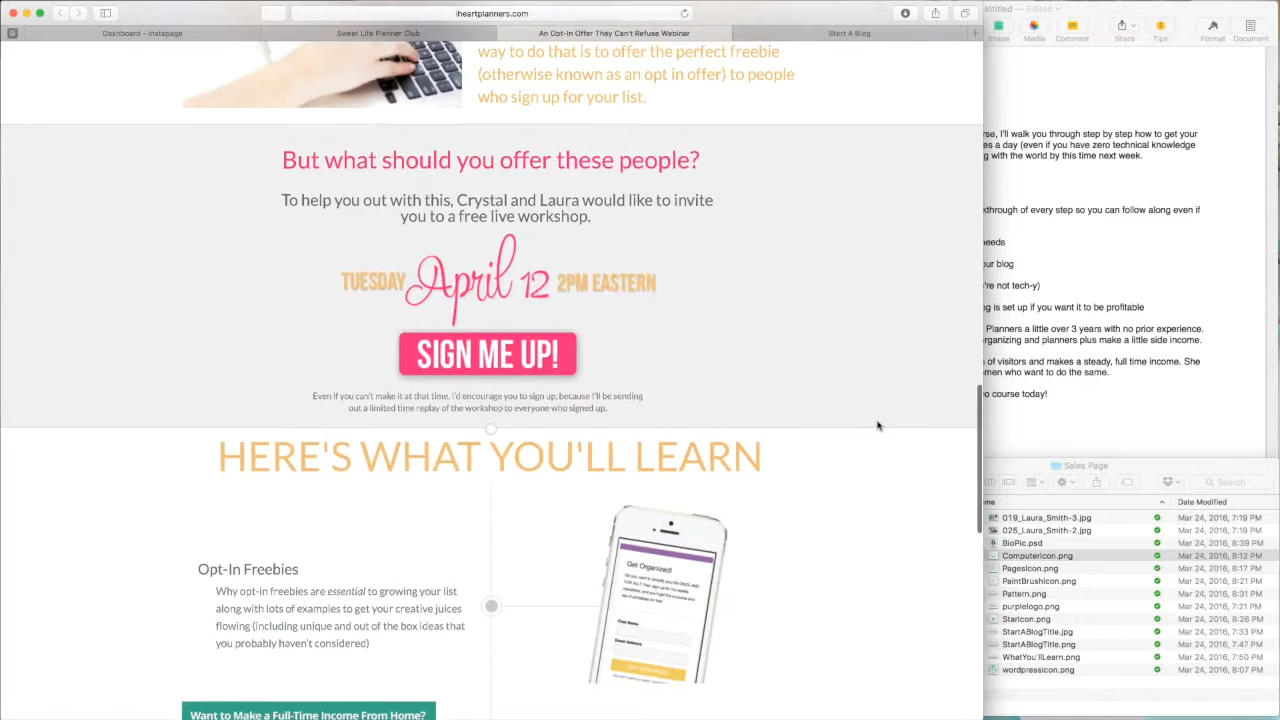 iheartplanners.com
Untitled — Edited
Dashboard - Instapage
Sweet Life Planner Club
An Opt-In Offer They Can't Refuse Webinar
Start A Blog
Shape
Media
Comment
Share
Tips
Format
Document
way to do that is to offer the perfect freebie
(otherwise known as an opt in offer) to people
who sign up for your list.
But what should you offer these people?
To help you out with this, Crystal and Laura would like to invite
you to a free live workshop.
TUESDAY April 12 2PM EASTERN
SIGN ME UP!
Even if you can't make it at that time, I'd encourage you to sign up, because I'll be sending
out a limited time replay of the workshop to everyone who signed up.
HERE'S WHAT YOU'LL LEARN
Opt-In Freebies
Why opt-in freebies are essential to growing your list
along with lots of examples to get your creative juices
flowing (including unique and out of the box ideas that
you probably haven't considered)
Get Organized!
First Name
Email Address
Want to Make a Full-Time Income From Home?
rse, I'll walk you through step by step how to get your
es a day (even if you have zero technical knowledge
g with the world by this time next week.
kthrough of every step so you can follow along even if
needs
our blog
're not tech-y)
og is set up if you want it to be profitable
Planners a little over 3 years with no prior experience.
organizing and planners plus make a little side income.
s of visitors and makes a steady, full time income. She
omen who want to do the same.
oo course today!
Sales Page
Search
me
Date Modified
019_Laura_Smith-3.jpg Mar 24, 2016, 7:19 PM
025_Laura_Smith-2.jpg Mar 24, 2016, 7:19 PM
BioPic.psd Mar 24, 2016, 8:39 PM
ComputerIcon.png Mar 24, 2016, 8:12 PM
PagesIcon.png Mar 24, 2016, 8:17 PM
PaintBrushIcon.png Mar 24, 2016, 8:21 PM
Pattern.png Mar 24, 2016, 8:31 PM
purplelogo.png Mar 24, 2016, 7:21 PM
StarIcon.png Mar 24, 2016, 8:26 PM
StartABlogTitle.jpg Mar 24, 2016, 7:33 PM
StartABlogTitle.png Mar 24, 2016, 7:47 PM
WhatYou'llLearn.png Mar 24, 2016, 7:50 PM
wordpressicon.png Mar 24, 2016, 8:07 PM